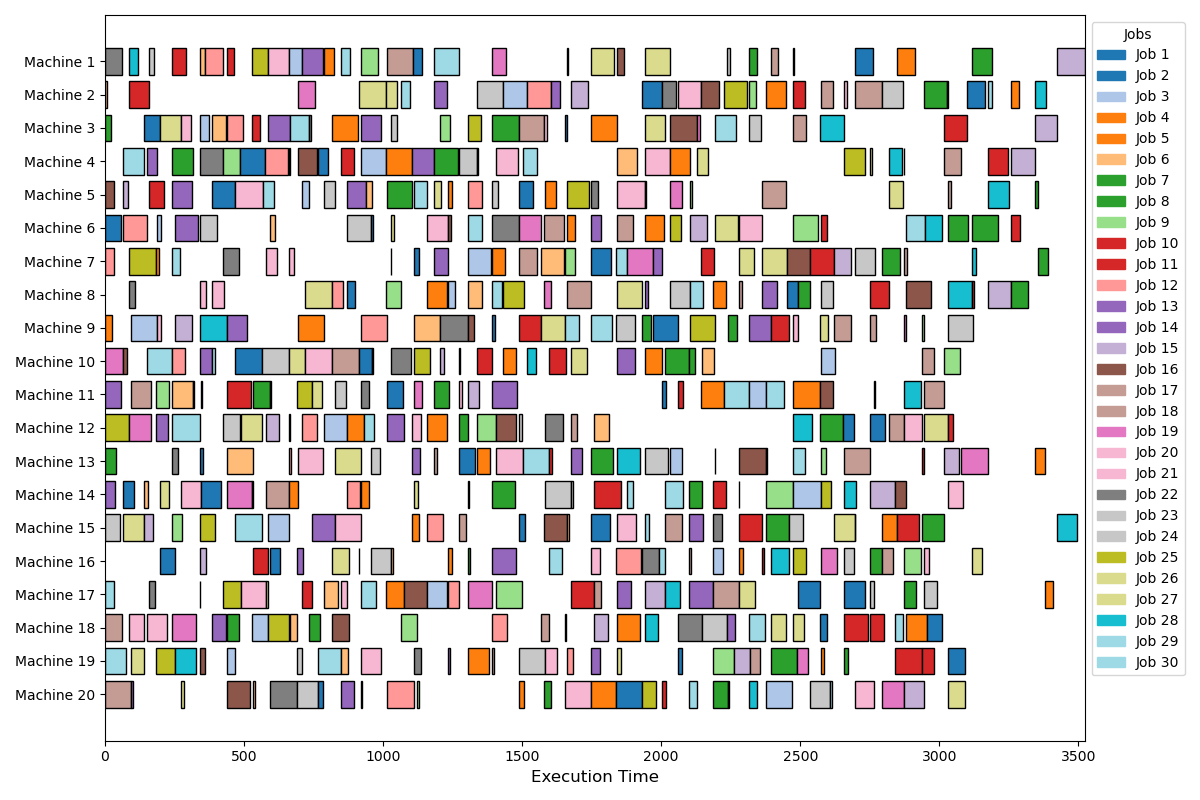 Machine 1
Machine 2
Machine 3
Machine 4
Machine 5
Machine 6
Machine 7
Machine 8
Machine 9
Machine 10
Machine 11
Machine 12
Machine 13
Machine 14
Machine 15
Machine 16
Machine 17
Machine 18
Machine 19
Machine 20
0 500 1000 1500 2000 2500 3000 3500
Execution Time
Jobs
Job 1
Job 2
Job 3
Job 4
Job 5
Job 6
Job 7
Job 8
Job 9
Job 10
Job 11
Job 12
Job 13
Job 14
Job 15
Job 16
Job 17
Job 18
Job 19
Job 20
Job 21
Job 22
Job 23
Job 24
Job 25
Job 26
Job 27
Job 28
Job 29
Job 30